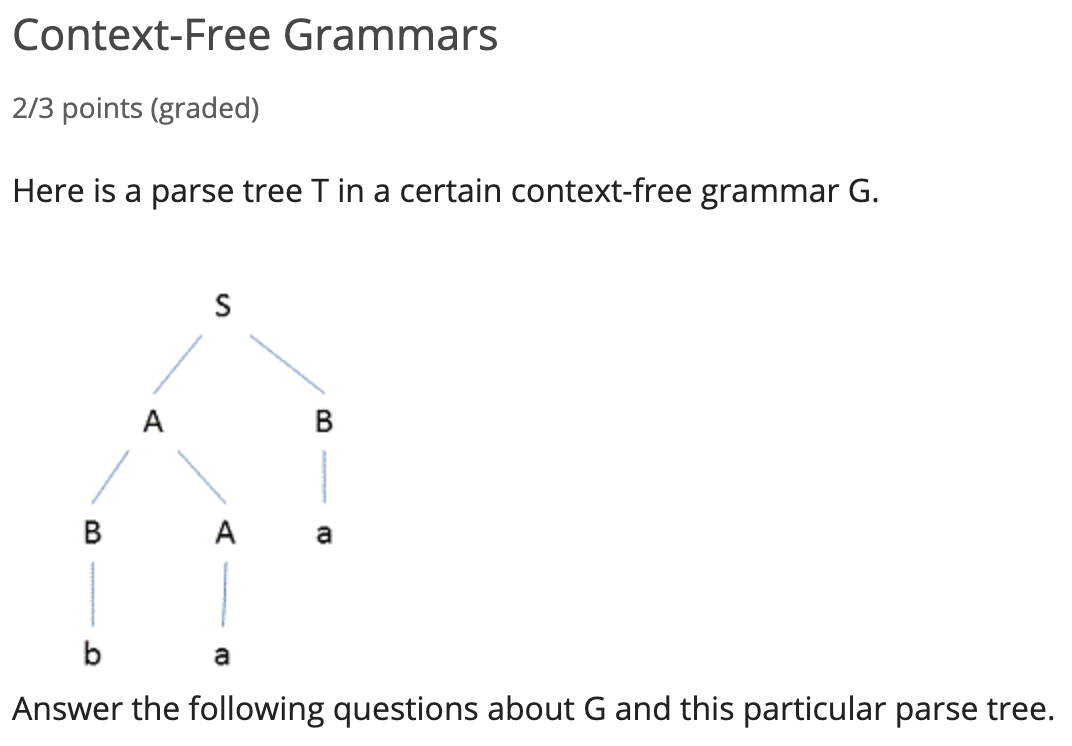 Context-Free Grammars
2/3 points (graded)
Here is a parse tree T in a certain context-free grammar G.
S
A B
B A a
b a
Answer the following questions about G and this particular parse tree.